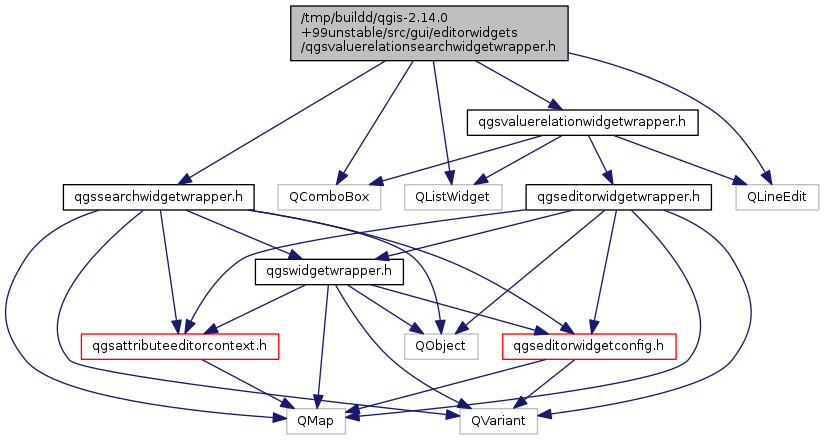 /tmp/buildd/qgis-2.14.0
+99unstable/src/gui/editorwidgets
/qgsvaluerelationsearchwidgetwrapper.h
qgsvaluerelationwidgetwrapper.h
qgssearchwidgetwrapper.h
QComboBox
QListWidget
qgseditorwidgetwrapper.h
QLineEdit
qgswidgetwrapper.h
qgsattributeeditorcontext.h
QObject
qgseditorwidgetconfig.h
QMap
QVariant